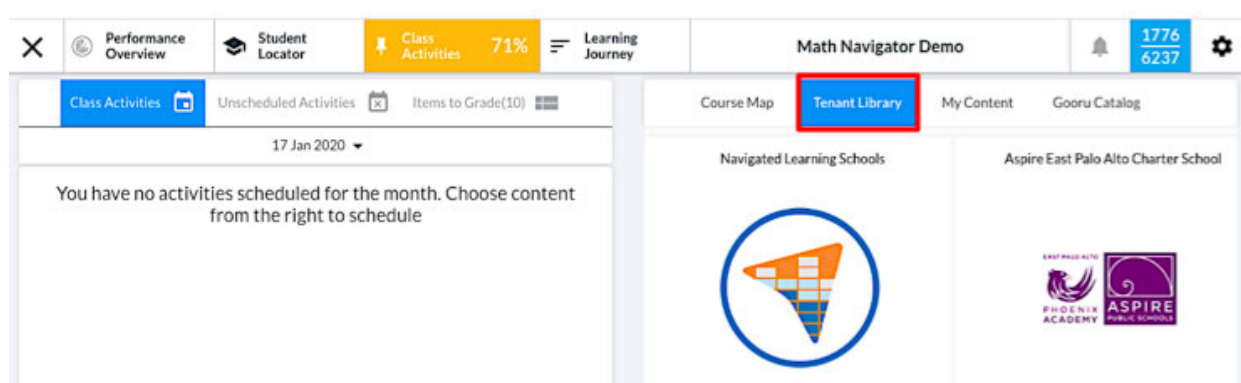 Performance
Overview
Student
Locator
Class
Activities
71%
Learning
Journey
Math Navigator Demo
1776
6237
Class Activities
Unscheduled Activities
Items to Grade(10)
Course Map
Tenant Library
My Content
Gooru Catalog
17 Jan 2020
You have no activities scheduled for the month. Choose content
from the right to schedule
Navigated Learning Schools
Aspire East Palo Alto Charter School
EAST PALO ALTO
PHOENIX
ACADEMY
ASPIRE
PUBLIC SCHOOLS